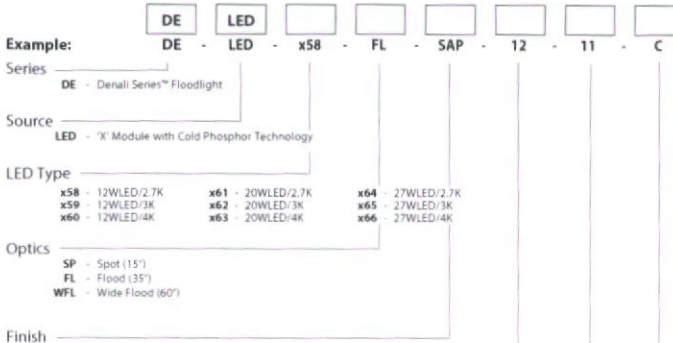 DE LED
Example: DE - LED - x58 - FL - SAP - 12 - 11 - C
Series
DE - Denali Series™ Floodlight
Source
LED - 'X' Module with Cold Phosphor Technology
LED Type
x58 - 12WLED/2.7K x61 - 20WLED/2.7K x64 - 27WLED/2.7K
x59 - 12WLED/3K x62 - 20WLED/3K x65 - 27WLED/3K
x60 - 12WLED/4K x63 - 20WLED/4K x66 - 27WLED/4K
Optics
SP - Spot (15°)
FL - Flood (35°)
WFL - Wide Flood (60°)
Finish